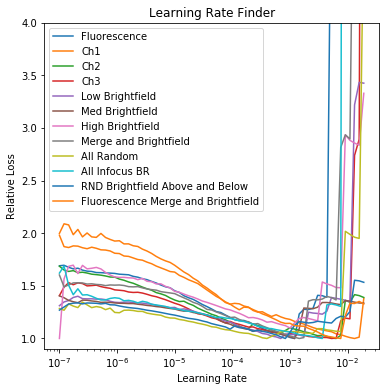 Learning Rate Finder
4.0
3.5
3.0
2.5
2.0
1.5
1.0
Relative Loss
Fluorescence
Ch1
Ch2
Ch3
Low Brightfield
Med Brightfield
High Brightfield
Merge and Brightfield
All Random
All Infocus BR
RND Brightfield Above and Below
Fluorescence Merge and Brightfield
10⁻⁷ 10⁻⁶ 10⁻⁵ 10⁻⁴ 10⁻³ 10⁻²
Learning Rate